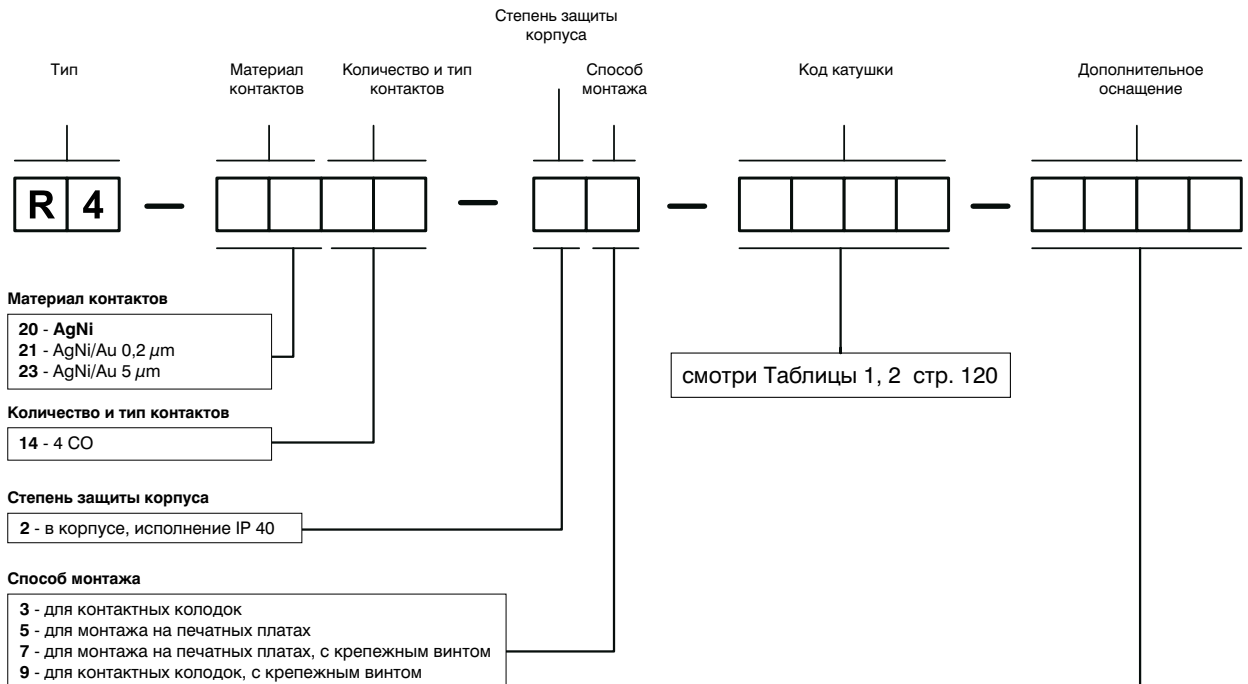 Степень защиты
корпуса
Тип
Материал
контактов
Количество и тип
контактов
Способ
монтажа
Код катушки
Дополнительное
оснащение
R 4 — — — —
Материал контактов
20 - AgNi
21 - AgNi/Au 0,2 µm
23 - AgNi/Au 5 µm
смотри Таблицы 1, 2 стр. 120
Количество и тип контактов
14 - 4 CO
Степень защиты корпуса
2 - в корпусе, исполнение IP 40
Способ монтажа
3 - для контактных колодок
5 - для монтажа на печатных платах
7 - для монтажа на печатных платах, с крепежным винтом
9 - для контактных колодок, с крепежным винтом